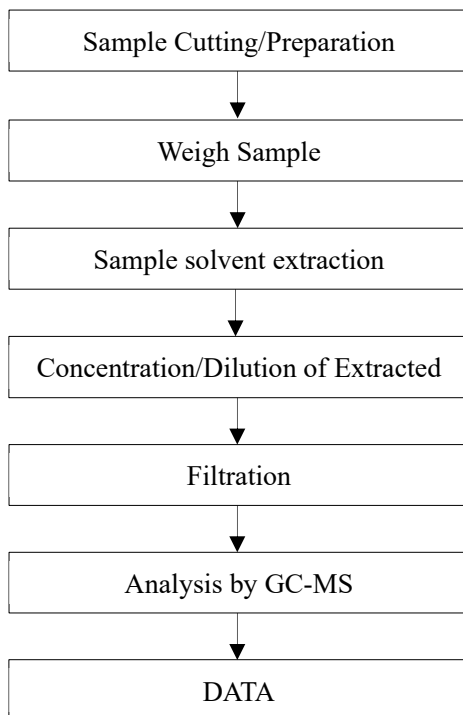 Sample Cutting/Preparation
Weigh Sample
Sample solvent extraction
Concentration/Dilution of Extracted
Filtration
Analysis by GC-MS
DATA